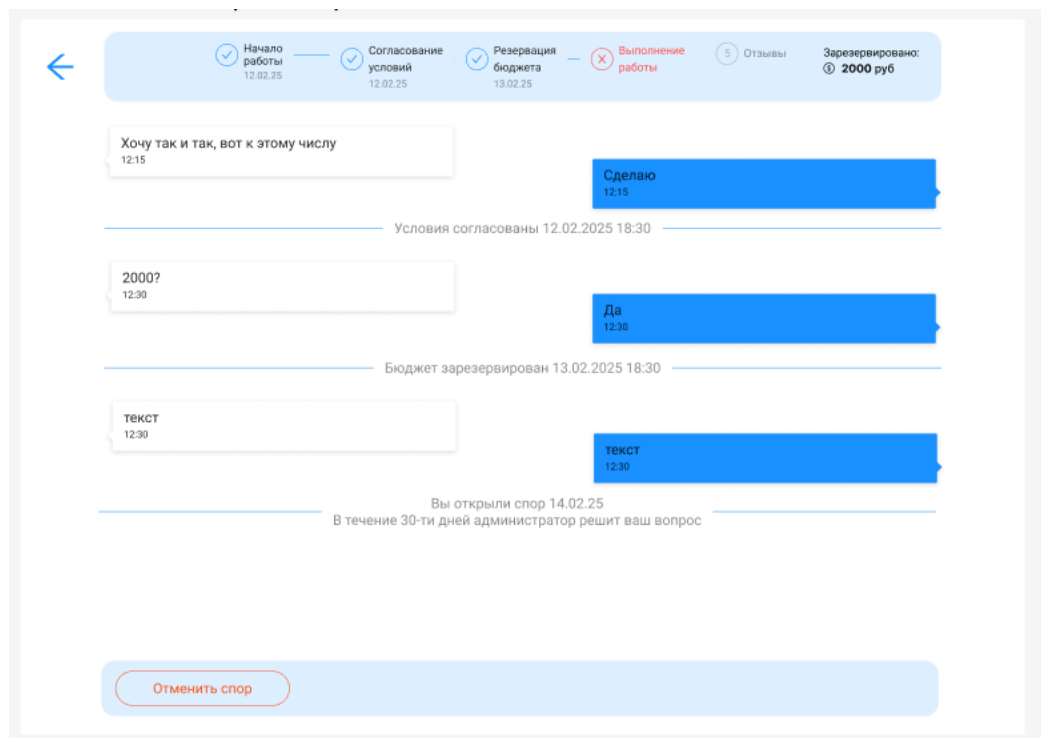 Начало
работы
12.02.25
Согласование
условий
12.02.25
Резервация
бюджета
13.02.25
Выполнение
работы
5 Отзывы
Зарезервировано:
2000 руб
Хочу так и так, вот к этому числу
12:15
Сделаю
12:15
Условия согласованы 12.02.2025 18:30
2000?
12:30
Да
12:30
Бюджет зарезервирован 13.02.2025 18:30
текст
12:30
текст
12:30
Вы открыли спор 14.02.25
В течение 30-ти дней администратор решит ваш вопрос
Отменить спор